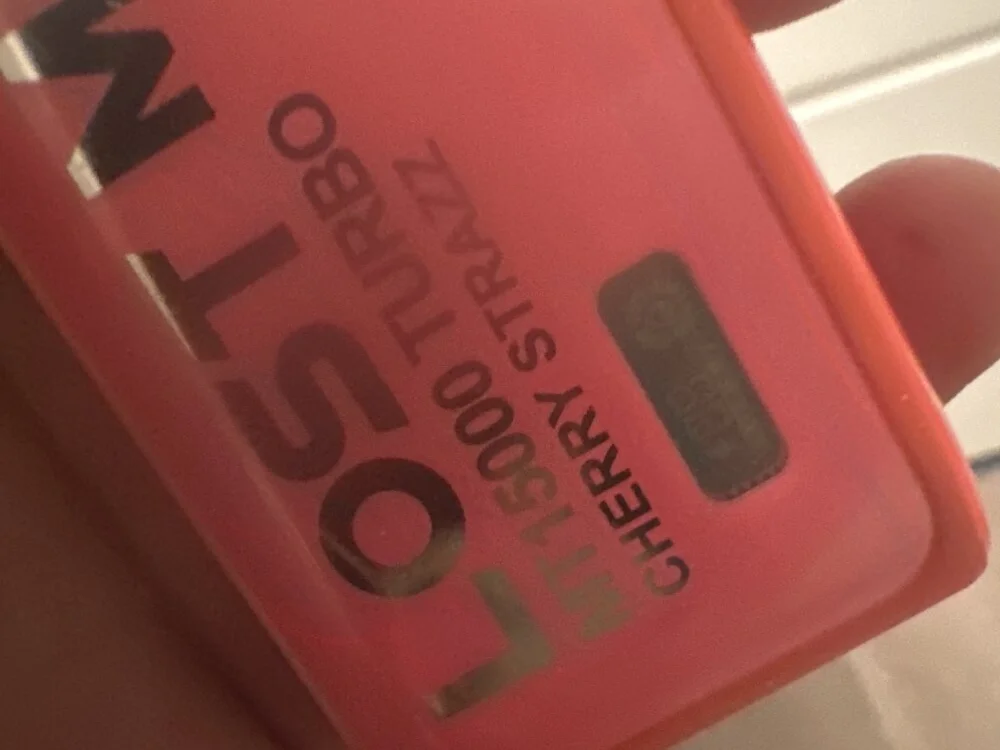 LOST M
MT15000 TURBO
CHERRY STRAZZ